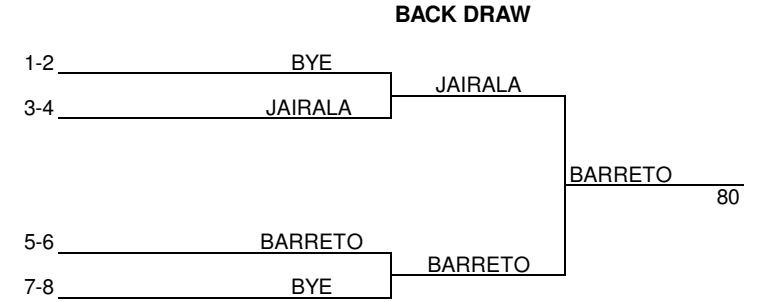 BACK DRAW
1-2 BYE
JAIRALA
3-4 JAIRALA
BARRETO
80
5-6 BARRETO
BARRETO
7-8 BYE